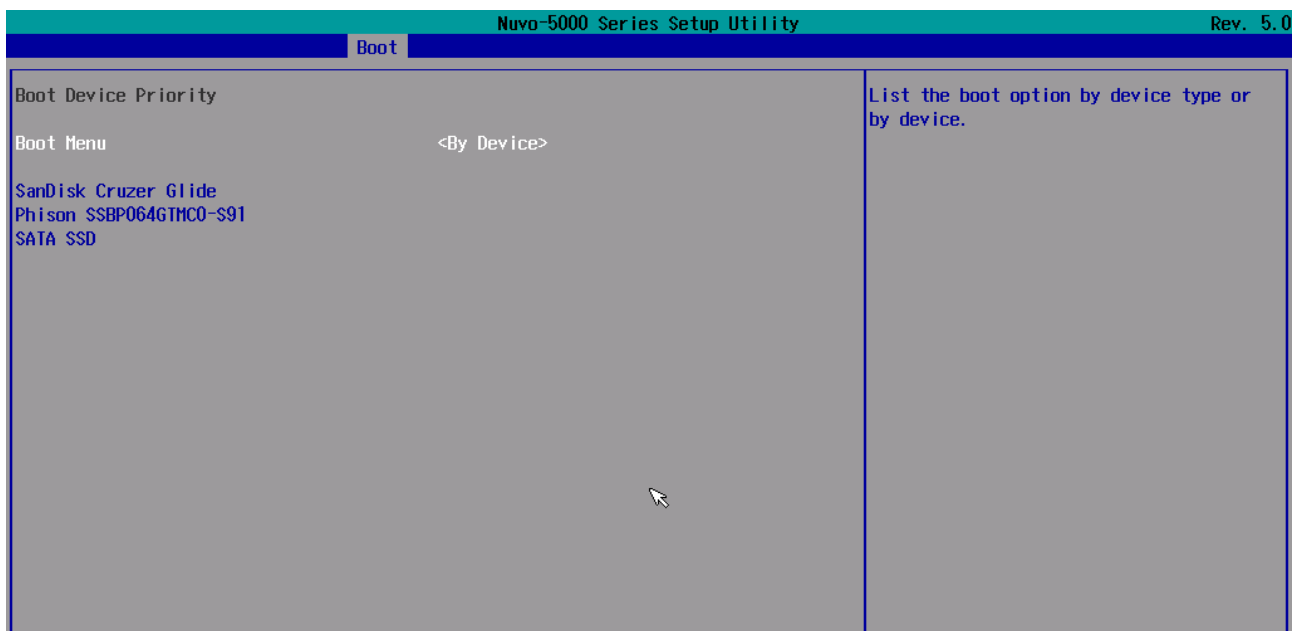 Nuvo-5000 Series Setup Utility Rev. 5.0
Boot
Boot Device Priority
Boot Menu <By Device>
SanDisk Cruzer Glide
Phison SSBP064GTMC0-S91
SATA SSD
List the boot option by device type or
by device.